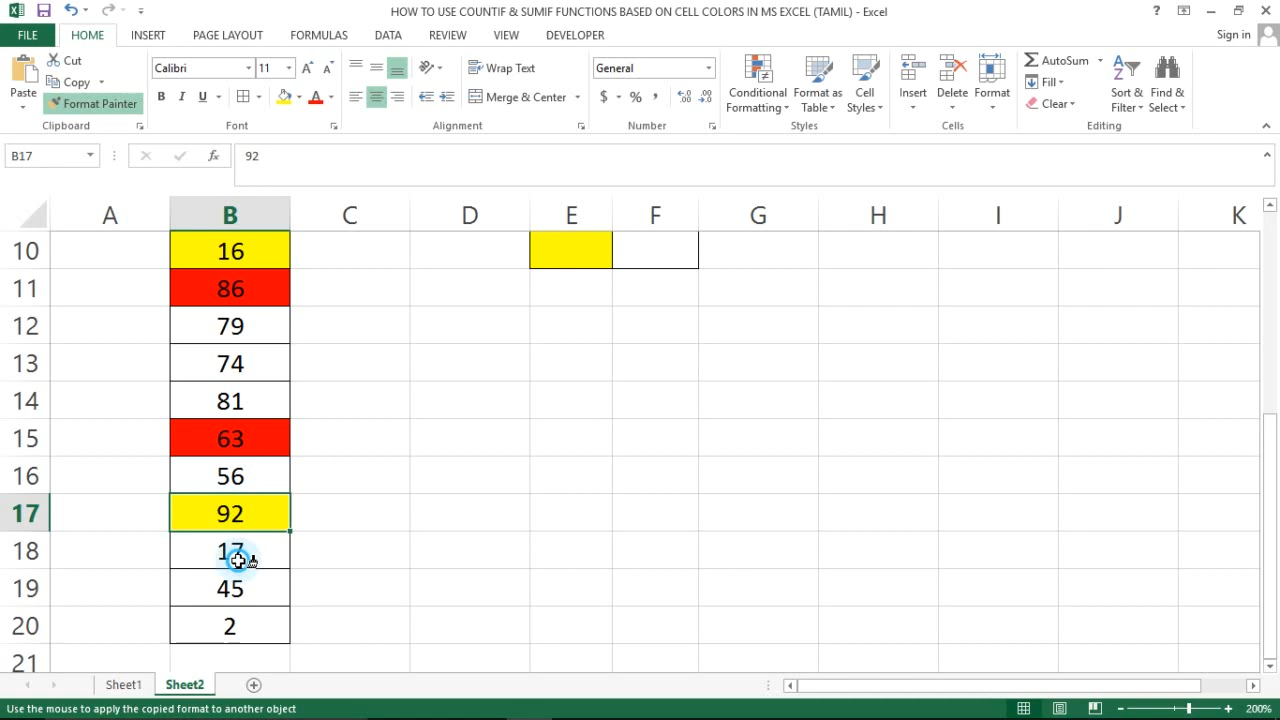 HOW TO USE COUNTIF & SUMIF FUNCTIONS BASED ON CELL COLORS IN MS EXCEL (TAMIL) - Excel
?
FILE HOME INSERT PAGE LAYOUT FORMULAS DATA REVIEW VIEW DEVELOPER Sign in
Paste
Cut
Copy
Format Painter
Clipboard
Calibri 11
B I U
Font
Wrap Text
Merge & Center
Alignment
General
$ % ,
Number
Conditional Formatting
Format as Table
Cell Styles
Styles
Insert Delete Format
Cells
AutoSum
Fill
Clear
Sort & Filter
Find & Select
Editing
B17 fx 92
A B C D E F G H I J K
10 16
11 86
12 79
13 74
14 81
15 63
16 56
17 92
18 17
19 45
20 2
21
Sheet1 Sheet2
Use the mouse to apply the copied format to another object 200%